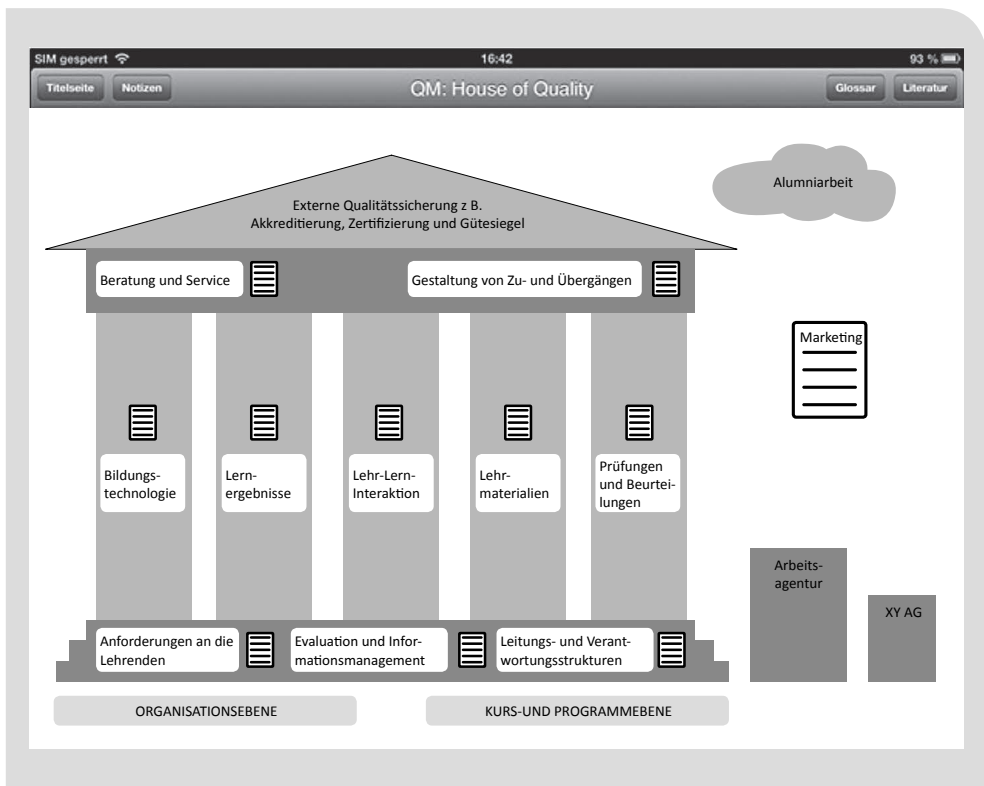 SIM gesperrt
16:42
93 %
Titelseite
Notizen
QM: House of Quality
Glossar
Literatur
Alumniarbeit
Externe Qualitätssicherung z B.
Akkreditierung, Zertifizierung und Gütesiegel
Beratung und Service
Gestaltung von Zu- und Übergängen
Marketing
Bildungs-
technologie
Lern-
ergebnisse
Lehr-Lern-
Interaktion
Lehr-
materialien
Prüfungen
und Beurtei-
lungen
Arbeits-
agentur
XY AG
Anforderungen an die
Lehrenden
Evaluation und Infor-
mationsmanagement
Leitungs- und Verant-
wortungsstrukturen
ORGANISATIONSEBENE
KURS-UND PROGRAMMEBENE